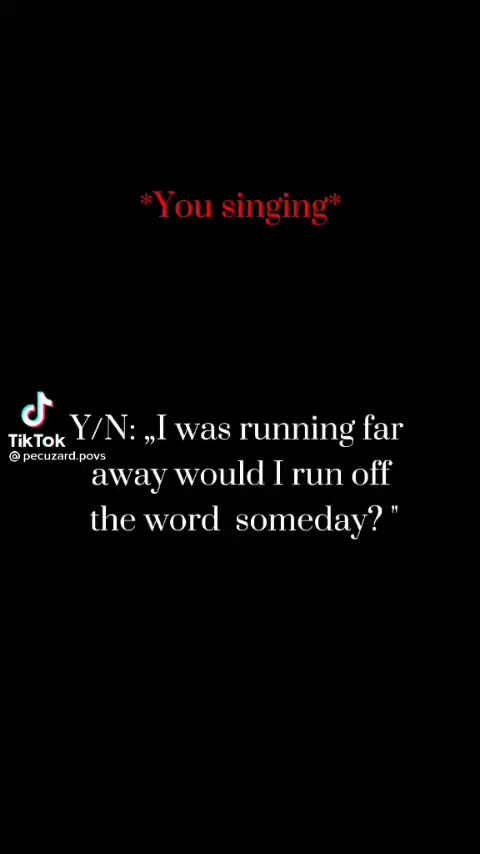 *You singing*
Y/N: „I was running far
away would I run off
the word someday? "
TikTok
@ pecuzard.povs